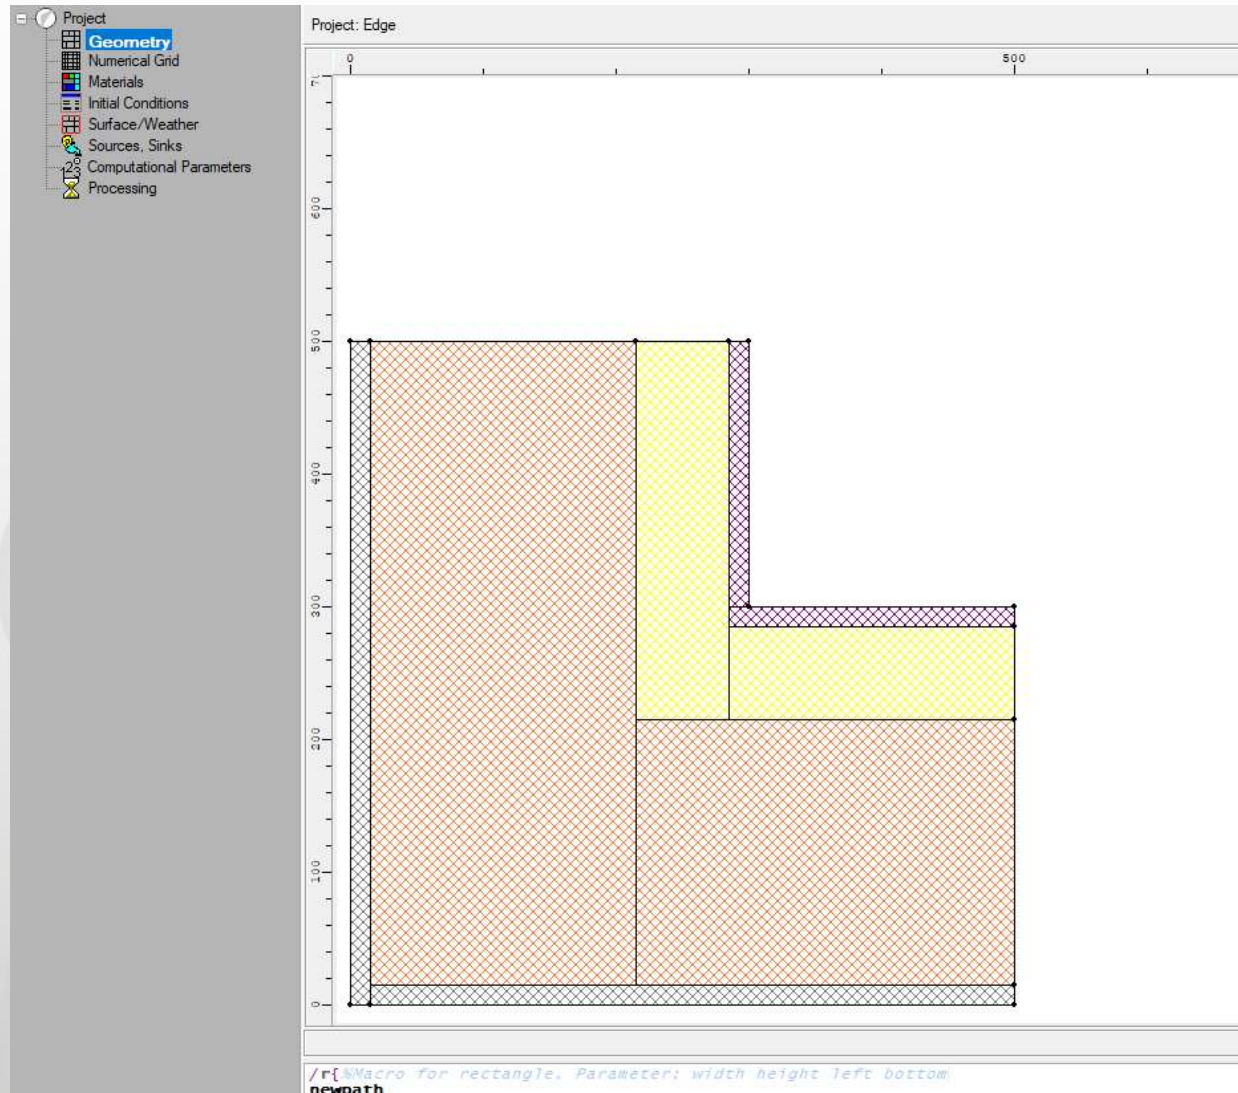 Project
Geometry
Numerical Grid
Materials
Initial Conditions
Surface/Weather
Sources, Sinks
Computational Parameters
Processing
Project: Edge
0 500
600
500
400
300
200
100
0
/r{%Macro for rectangle. Parameter: width height left bottom
newpath